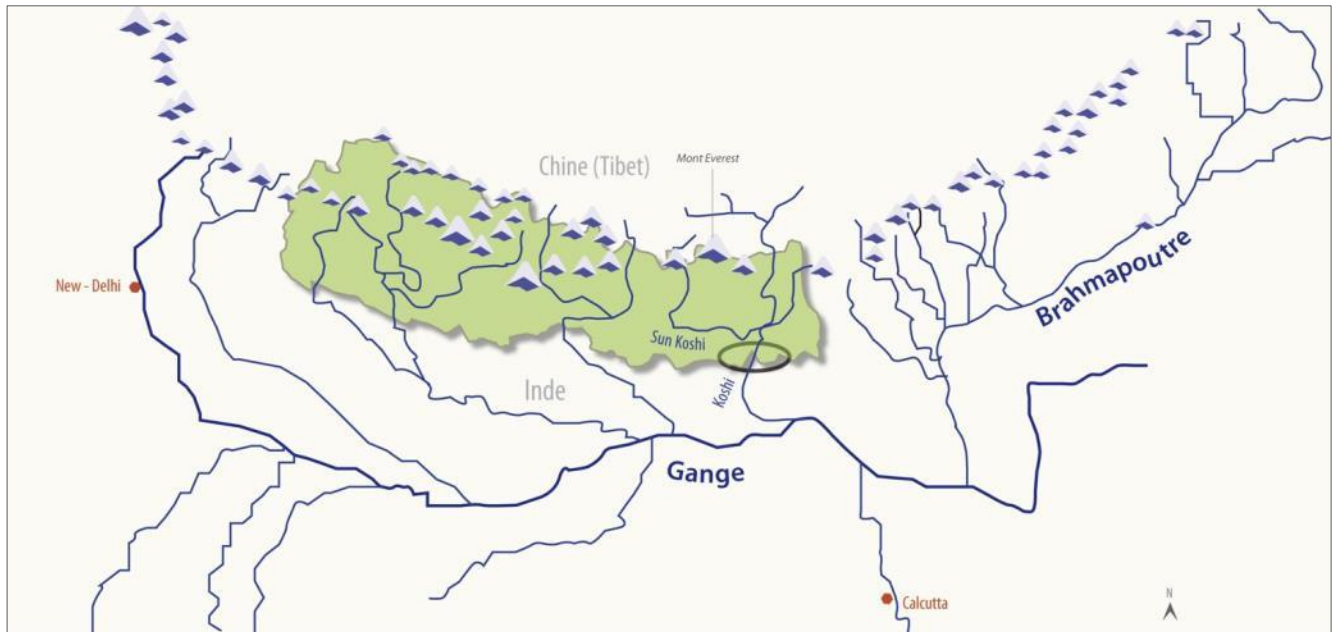 Chine (Tibet)
Mont Everest
New - Delhi
Brahmapoutre
Sun Koshi
Koshi
Inde
Gange
Calcutta
N